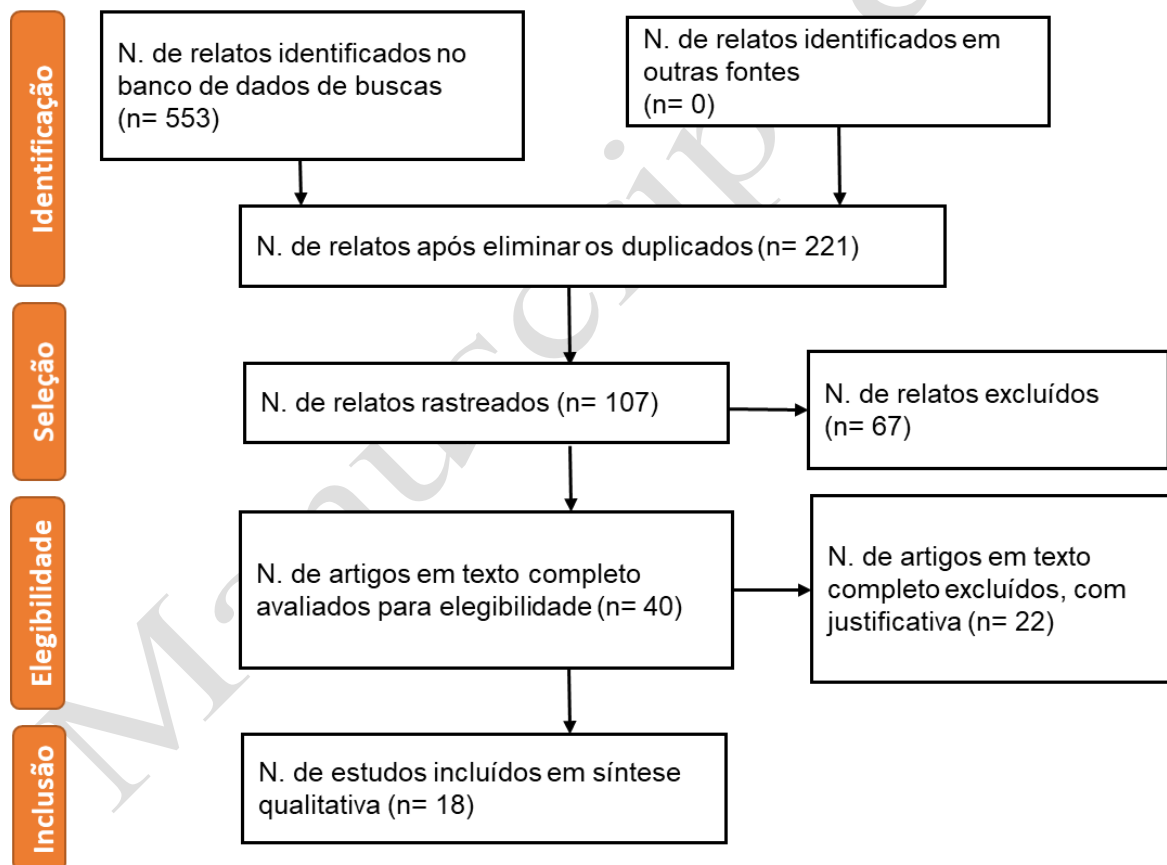 Identificação
N. de relatos identificados no
banco de dados de buscas
(n= 553)
N. de relatos identificados em
outras fontes
(n= 0)
N. de relatos após eliminar os duplicados (n= 221)
Seleção
N. de relatos rastreados (n= 107)
N. de relatos excluídos
(n= 67)
Elegibilidade
N. de artigos em texto completo
avaliados para elegibilidade (n= 40)
N. de artigos em texto
completo excluídos, com
justificativa (n= 22)
Inclusão
N. de estudos incluídos em síntese
qualitativa (n= 18)